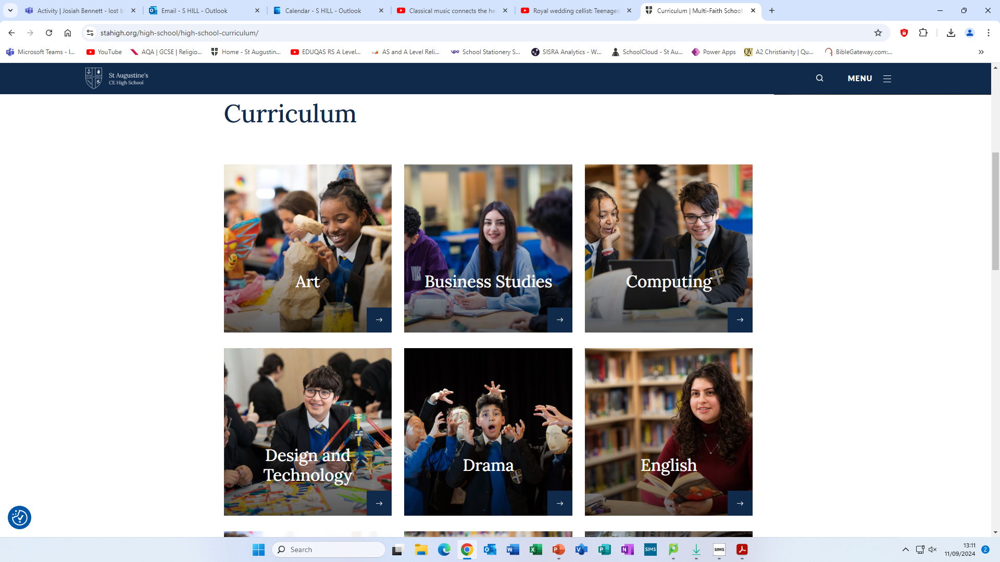 Activity | Josiah Bennett - lost b
Email - S HILL - Outlook
Calendar - S HILL - Outlook
Classical music connects the he
Royal wedding cellist: Teenaged
Curriculum | Multi-Faith School
stahigh.org/high-school/high-school-curriculum/
Microsoft Teams - I...
YouTube
AQA | GCSE | Religio...
Home - St Augustin...
EDUQAS RS A Level...
AS and A Level Reli...
ypo
School Stationery S...
SISRA Analytics - W...
SchoolCloud - St Au...
Power Apps
QV
A2 Christianity | Qu...
BibleGateway.com:...
St Augustine's
CE High School
MENU
Curriculum
Art
Business Studies
Computing
Design and
Technology
Drama
English
Search
SIMS
SIMS
13:11
11/09/2024
2